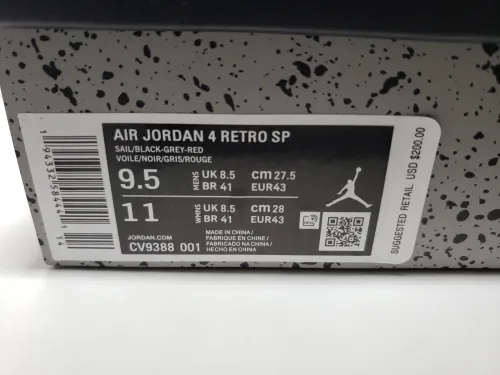 AIR JORDAN 4 RETRO SP
SAIL/BLACK-GREY-RED
VOILE/NOIR/GRIS/ROUGE
9.5 MENS UK 8.5 cm 27.5
BR 41 EUR43
11 WMNS UK 8.5 cm 28
BR 41 EUR43
JORDAN.COM
CV9388 001
MADE IN CHINA/
FABRIQUE EN CHINE/
FABRICADO NA CHINA/
HECHO EN CHINA
SUGGESTED RETAIL USD $200.00